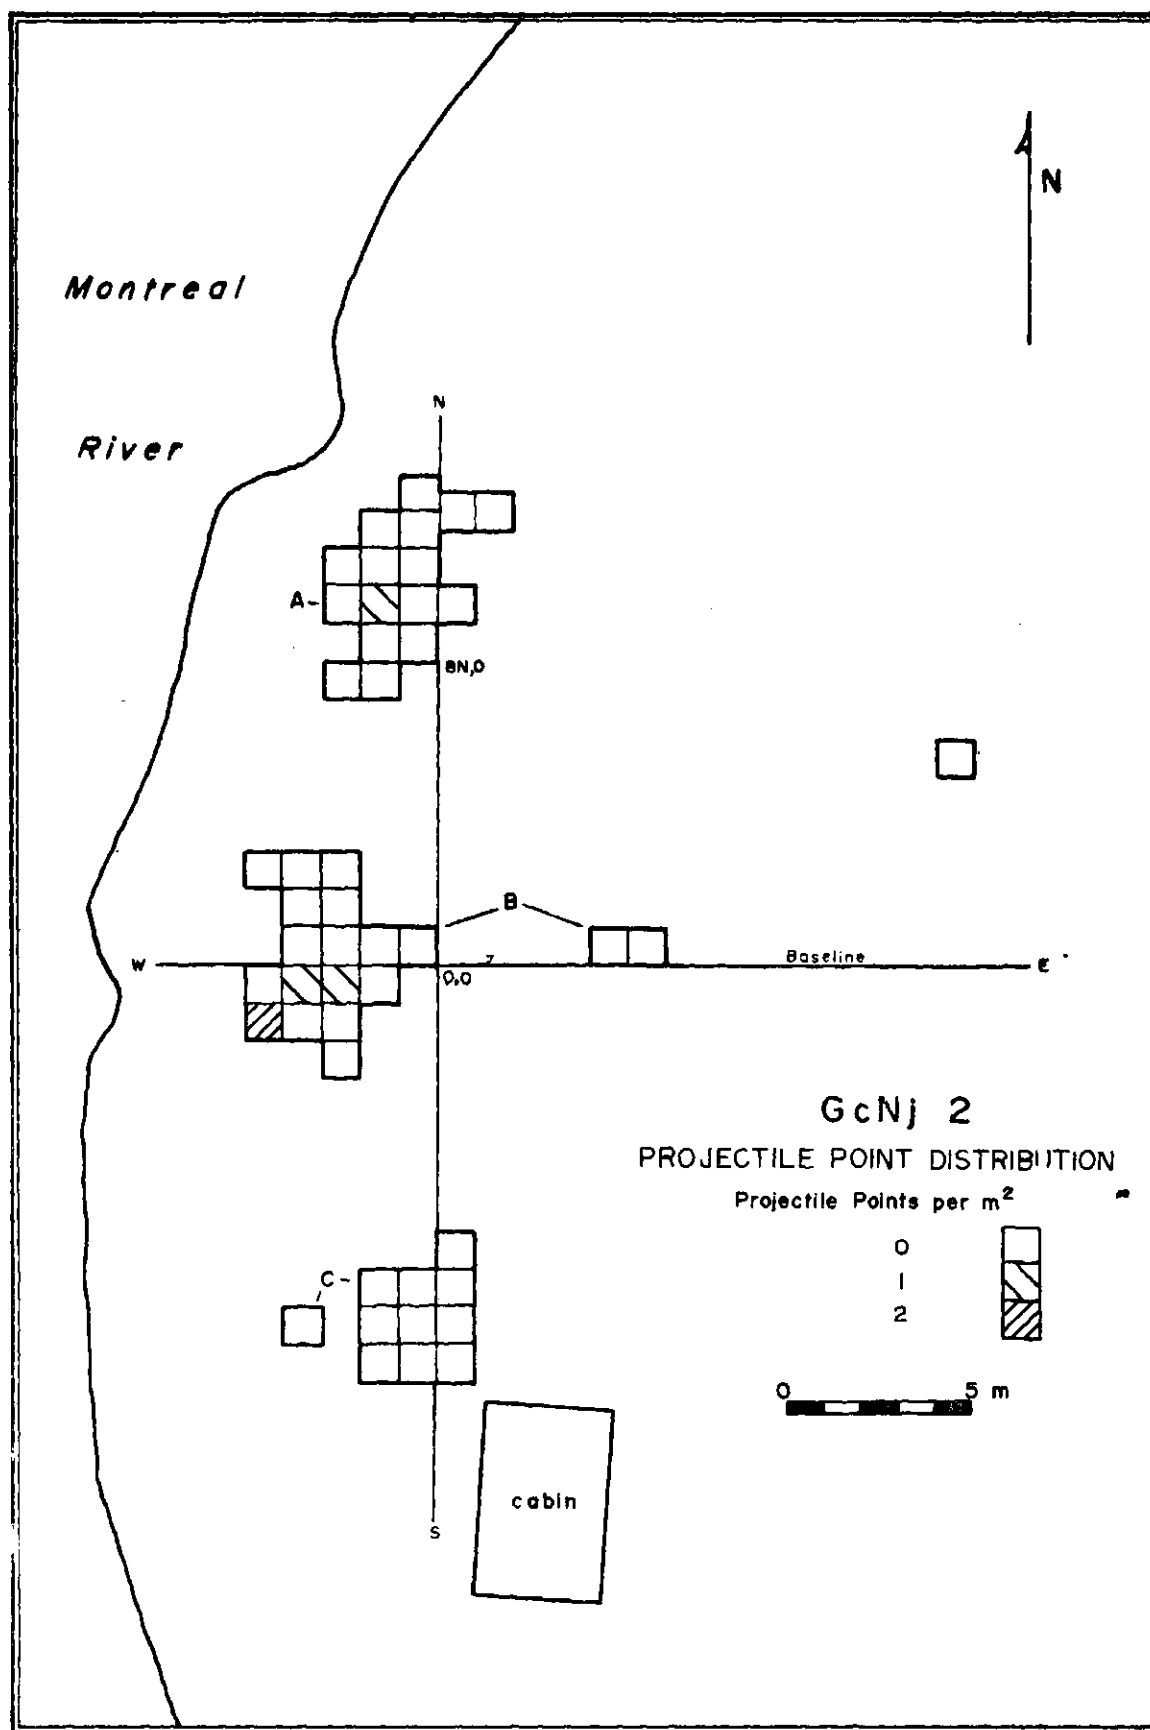 N
Montreal
N
River
A-
8N,0
B
W
Baseline
E
0,0
GcNj 2
PROJECTILE POINT DISTRIBUTION
Projectile Points per m²
0
1
2
C-
0 5 m
cabin
S